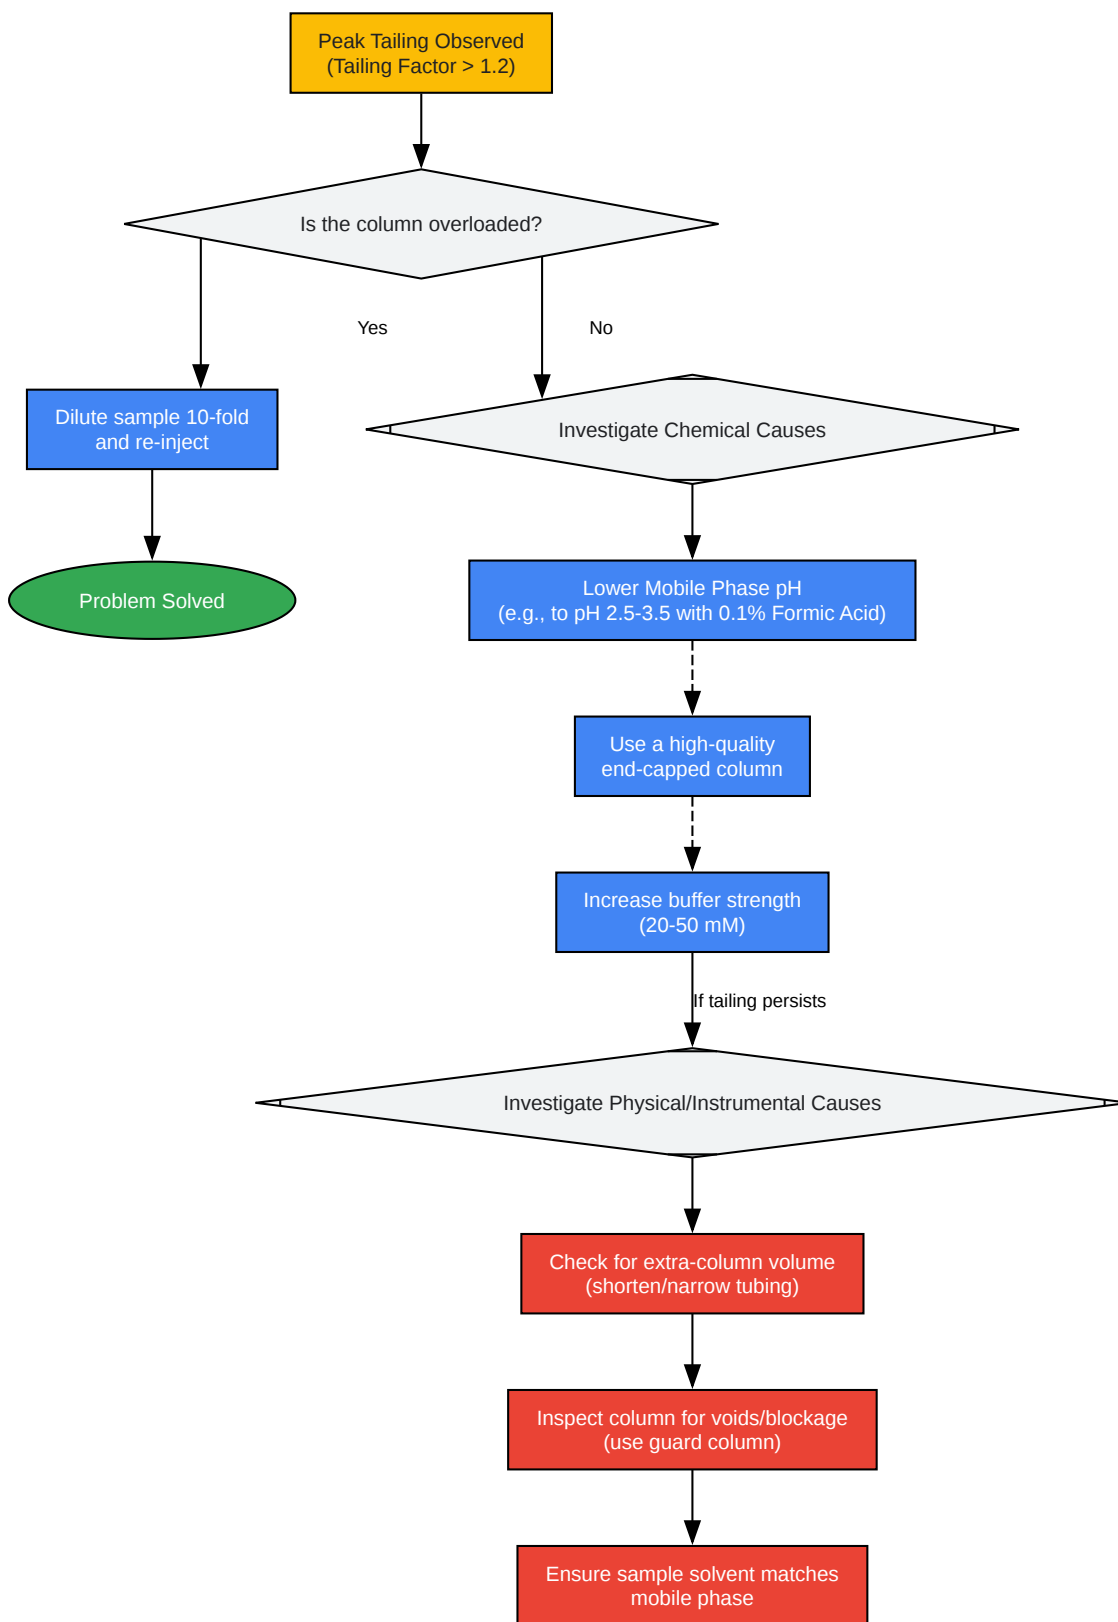 Peak Tailing Observed
(Tailing Factor > 1.2)
Is the column overloaded?
Yes
No
Dilute sample 10-fold
and re-inject
Investigate Chemical Causes
Problem Solved
Lower Mobile Phase pH
(e.g., to pH 2.5-3.5 with 0.1% Formic Acid)
Use a high-quality
end-capped column
Increase buffer strength
(20-50 mM)
If tailing persists
Investigate Physical/Instrumental Causes
Check for extra-column volume
(shorten/narrow tubing)
Inspect column for voids/blockage
(use guard column)
Ensure sample solvent matches
mobile phase